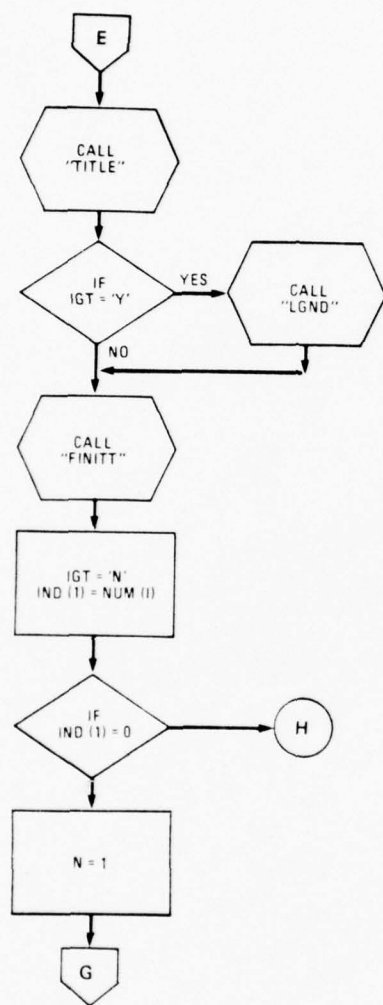 E
CALL
"TITLE"
IF
IGT = 'Y'
YES
CALL
"LGND"
NO
CALL
"FINITT"
IGT = 'N'
IND (1) = NUM (I)
IF
IND (1) = 0
H
N = 1
G